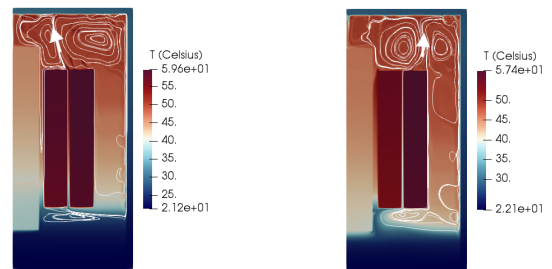 T (Celsius)
5.96e+01
55.
50.
45.
40.
35.
30.
25.
2.12e+01
T (Celsius)
5.74e+01
50.
45.
40.
35.
30.
2.21e+01